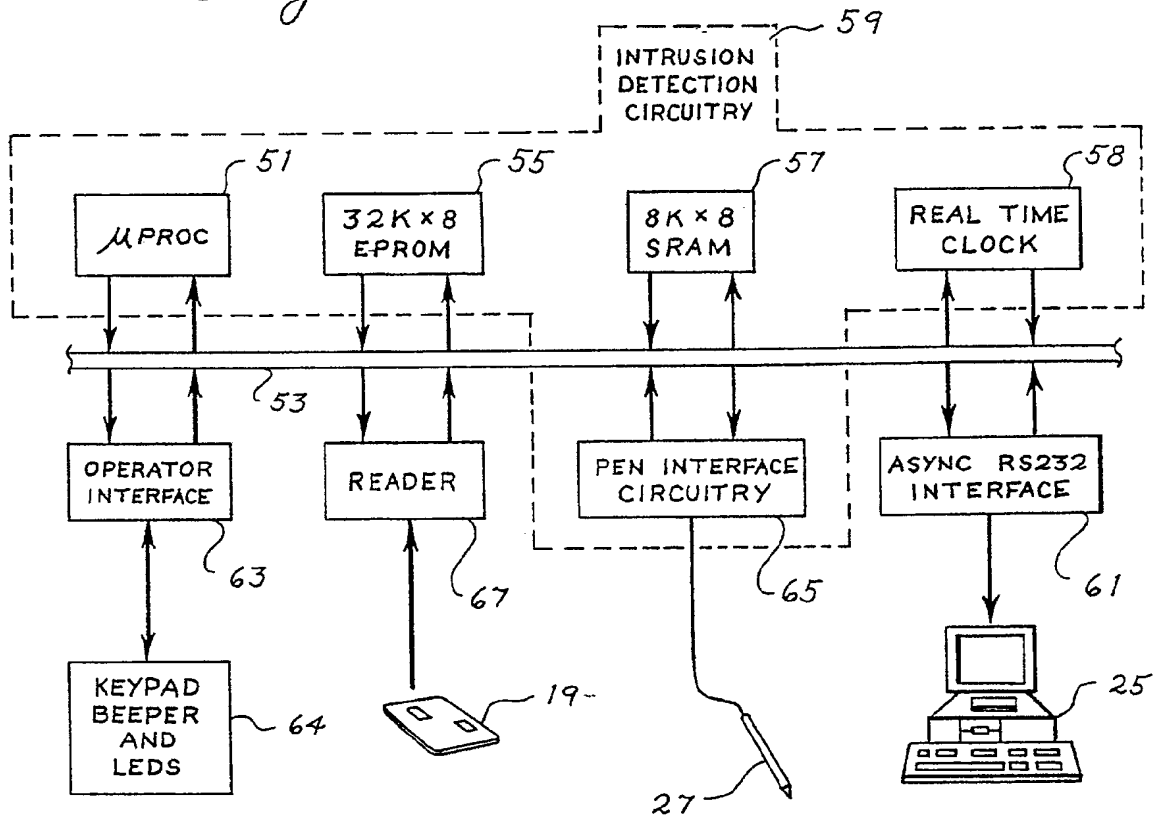 59
INTRUSION
DETECTION
CIRCUITRY
51
55
57
58
μPROC
32K × 8
EPROM
8K × 8
SRAM
REAL TIME
CLOCK
53
OPERATOR
INTERFACE
READER
PEN INTERFACE
CIRCUITRY
ASYNC RS232
INTERFACE
63
67
65
61
KEYPAD
BEEPER
AND
LEDS
64
19
27
25